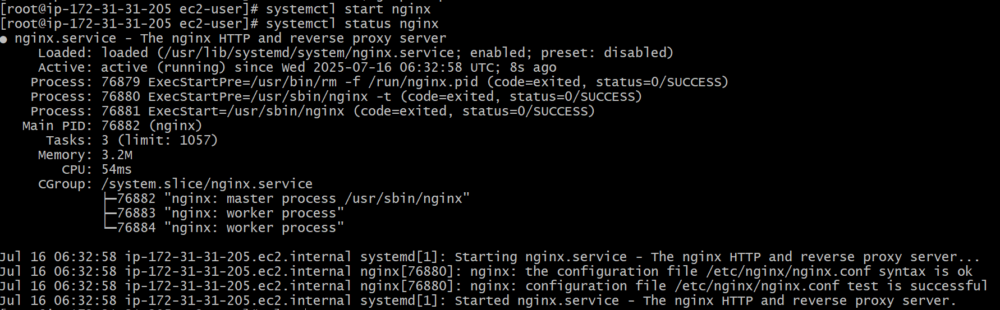 [root@ip-172-31-31-205 ec2-user]# systemctl start nginx
[root@ip-172-31-31-205 ec2-user]# systemctl status nginx
● nginx.service - The nginx HTTP and reverse proxy server
     Loaded: loaded (/usr/lib/systemd/system/nginx.service; enabled; preset: disabled)
     Active: active (running) since Wed 2025-07-16 06:32:58 UTC; 8s ago
    Process: 76879 ExecStartPre=/usr/bin/rm -f /run/nginx.pid (code=exited, status=0/SUCCESS)
    Process: 76880 ExecStartPre=/usr/sbin/nginx -t (code=exited, status=0/SUCCESS)
    Process: 76881 ExecStart=/usr/sbin/nginx (code=exited, status=0/SUCCESS)
   Main PID: 76882 (nginx)
      Tasks: 3 (limit: 1057)
     Memory: 3.2M
        CPU: 54ms
     CGroup: /system.slice/nginx.service
             ├─76882 "nginx: master process /usr/sbin/nginx"
             ├─76883 "nginx: worker process"
             └─76884 "nginx: worker process"

Jul 16 06:32:58 ip-172-31-31-205.ec2.internal systemd[1]: Starting nginx.service - The nginx HTTP and reverse proxy server...
Jul 16 06:32:58 ip-172-31-31-205.ec2.internal nginx[76880]: nginx: the configuration file /etc/nginx/nginx.conf syntax is ok
Jul 16 06:32:58 ip-172-31-31-205.ec2.internal nginx[76880]: nginx: configuration file /etc/nginx/nginx.conf test is successful
Jul 16 06:32:58 ip-172-31-31-205.ec2.internal systemd[1]: Started nginx.service - The nginx HTTP and reverse proxy server.